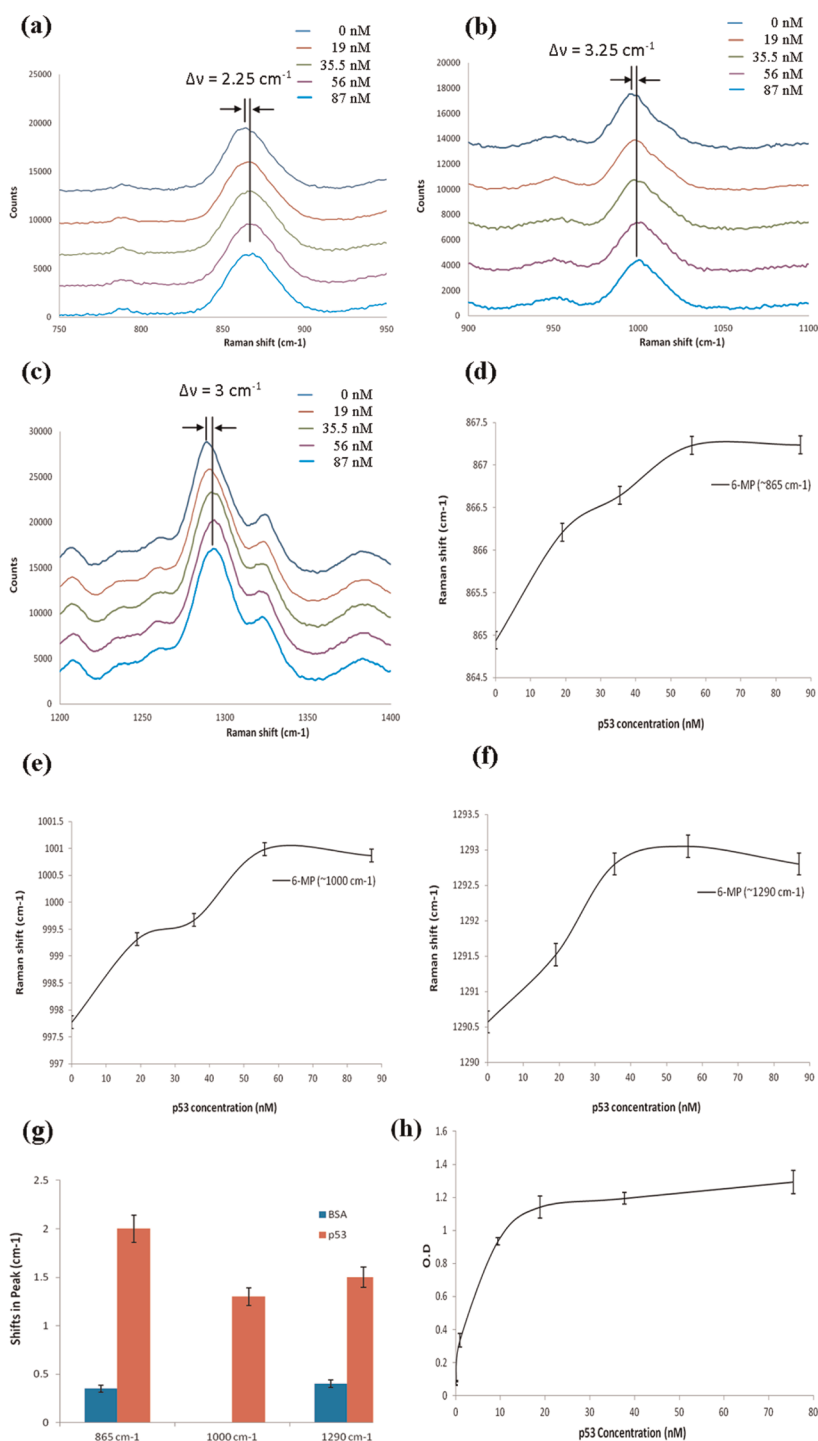 (a)
0 nM
19 nM
35.5 nM
56 nM
87 nM
Δν = 2.25 cm-1
25000
20000
15000
10000
5000
0
Counts
750
800
850
900
950
Raman shift (cm-1)
(b)
0 nM
19 nM
35.5 nM
56 nM
87 nM
Δν = 3.25 cm-1
20000
18000
16000
14000
12000
10000
8000
6000
4000
2000
0
Counts
900
950
1000
1050
1100
Raman shift (cm-1)
(c)
0 nM
19 nM
35.5 nM
56 nM
87 nM
Δν = 3 cm-1
30000
25000
20000
15000
10000
5000
0
Counts
1200
1250
1300
1350
1400
Raman shift (cm-1)
(d)
867.5
867
866.5
866
865.5
865
864.5
Raman shift (cm-1)
6-MP (~865 cm-1)
0 10 20 30 40 50 60 70 80 90
p53 concentration (nM)
(e)
1001.5
1001
1000.5
1000
999.5
999
998.5
998
997.5
997
Raman shift (cm-1)
6-MP (~1000 cm-1)
0 10 20 30 40 50 60 70 80 90
p53 concentration (nM)
(f)
1293.5
1293
1292.5
1292
1291.5
1291
1290.5
1290
Raman shift (cm-1)
6-MP (~1290 cm-1)
0 10 20 30 40 50 60 70 80 90
p53 concentration (nM)
(g)
2.5
2
1.5
1
0.5
0
Shifts in Peak (cm-1)
BSA
p53
865 cm-1
1000 cm-1
1290 cm-1
(h)
1.6
1.4
1.2
1
0.8
0.6
0.4
0.2
0
O.D
0 10 20 30 40 50 60 70 80
p53 Concentration (nM)